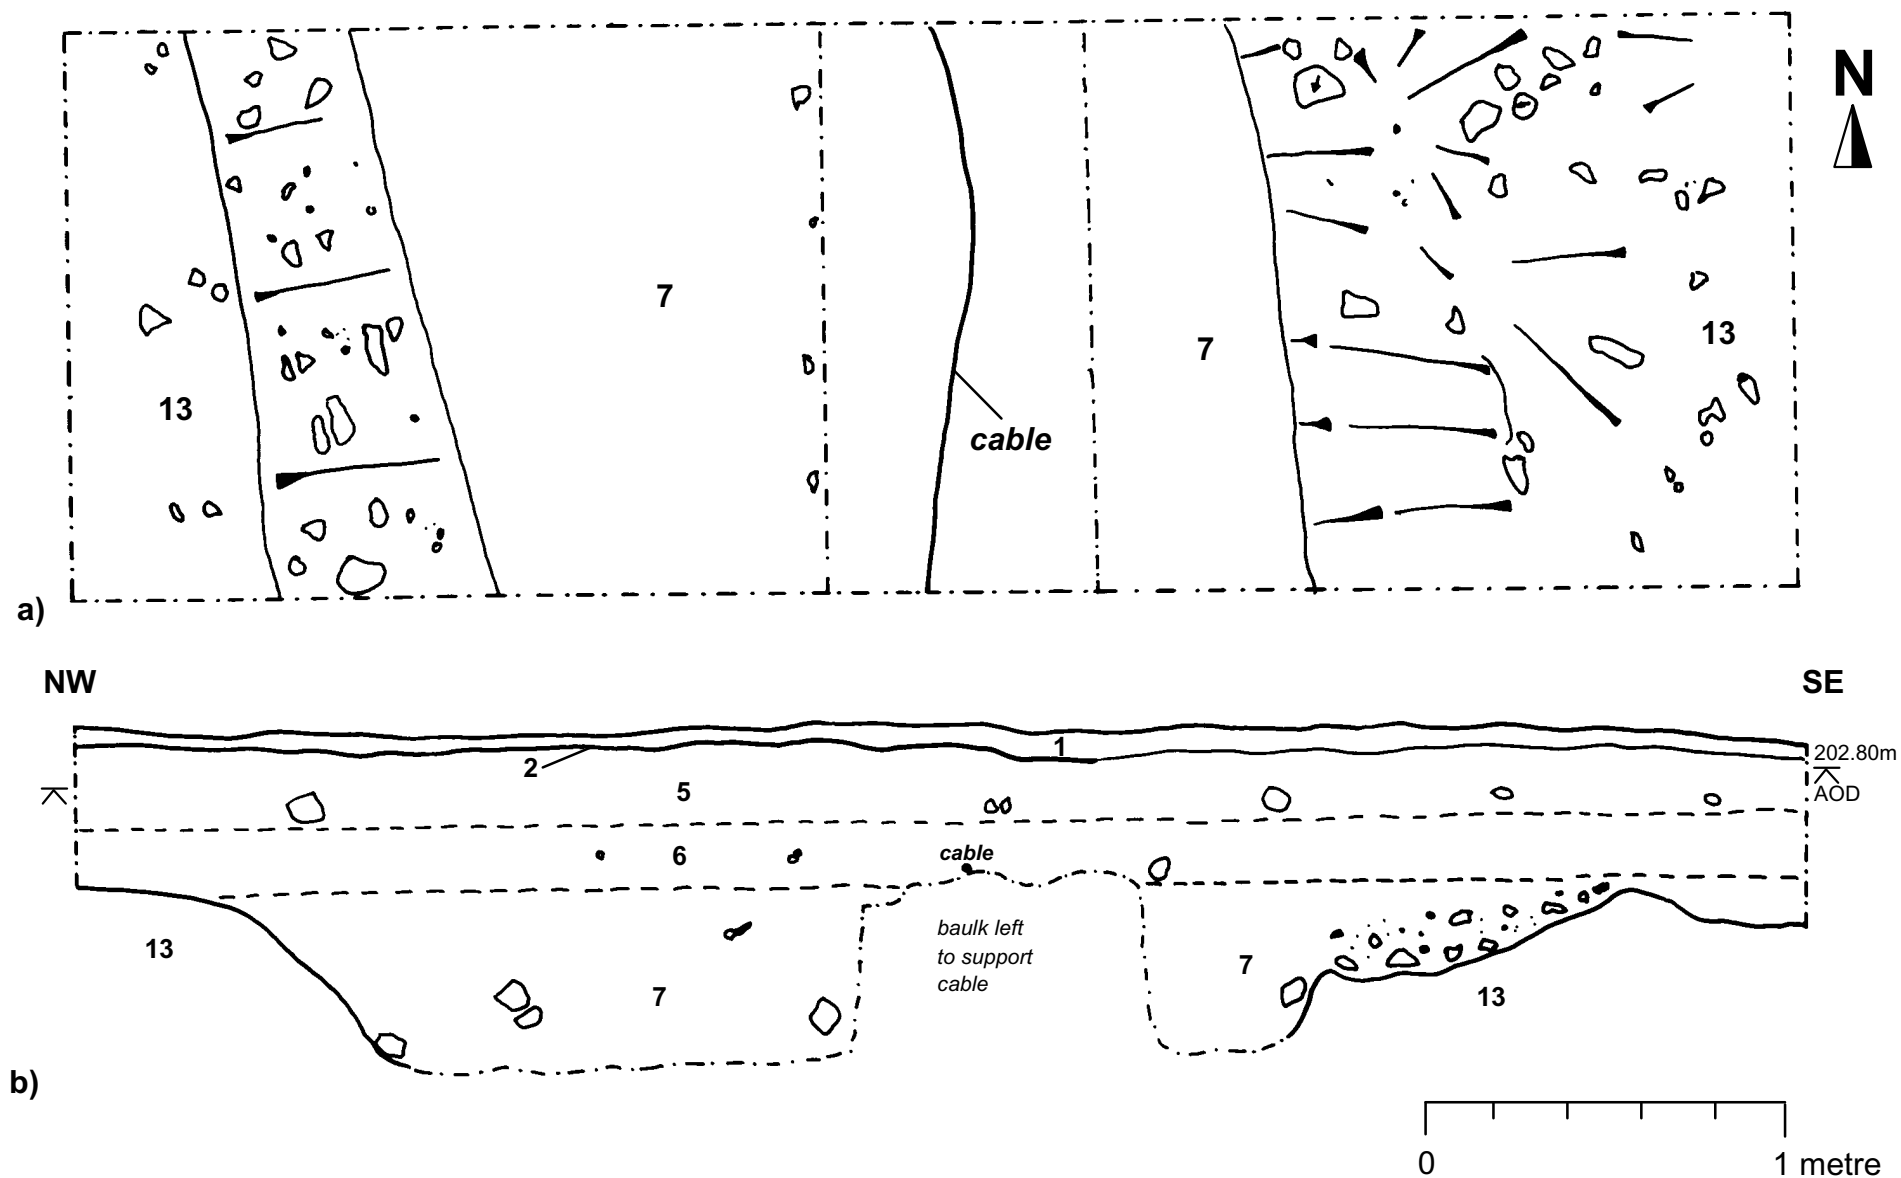 N
7
7
13
13
cable
a)
NW
SE
1
2
202.80m
AOD
5
6
cable
baulk left
to support
cable
13
7
7
13
b)
0
1 metre